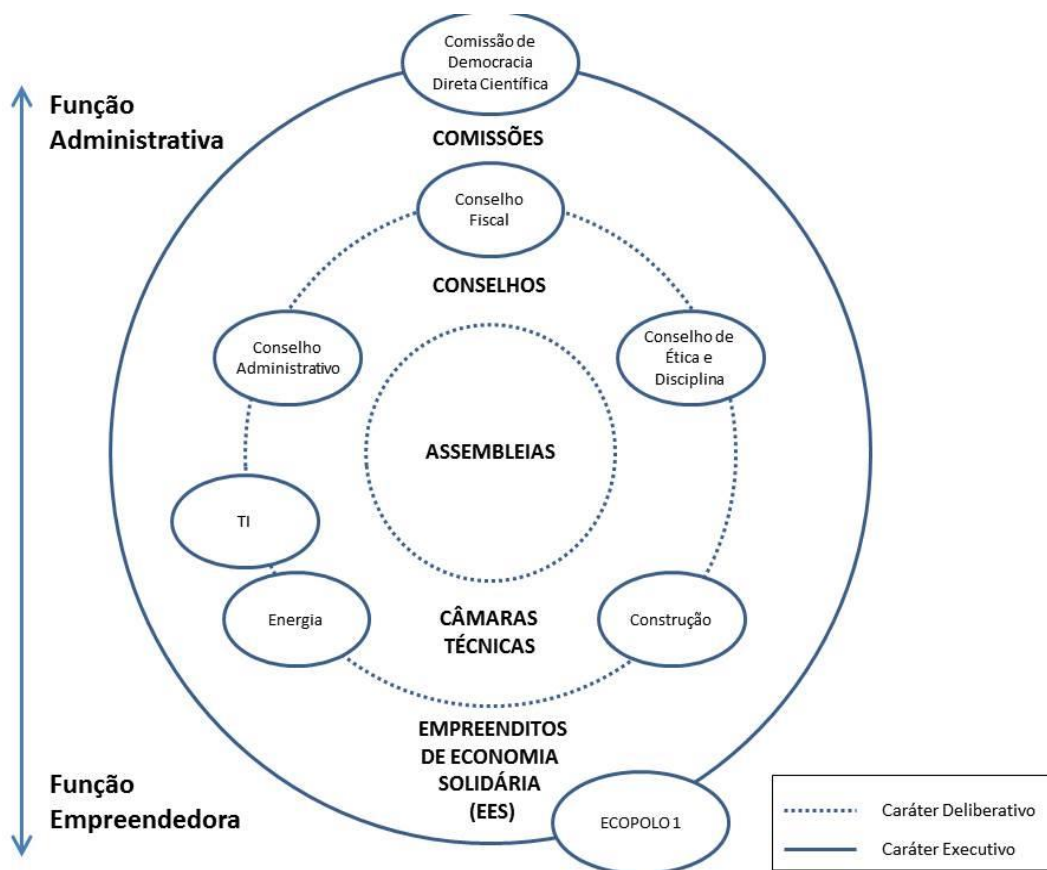 Comissão de
Democracia
Direta Científica
Função
Administrativa
COMISSÕES
Conselho
Fiscal
CONSELHOS
Conselho
Administrativo
Conselho de
Ética e
Disciplina
ASSEMBLEIAS
TI
Energia
CÂMARAS
TÉCNICAS
Construção
EMPREENDITOS
DE ECONOMIA
SOLIDÁRIA
(EES)
Função
Empreendedora
ECOPOLO 1
Caráter Deliberativo
Caráter Executivo